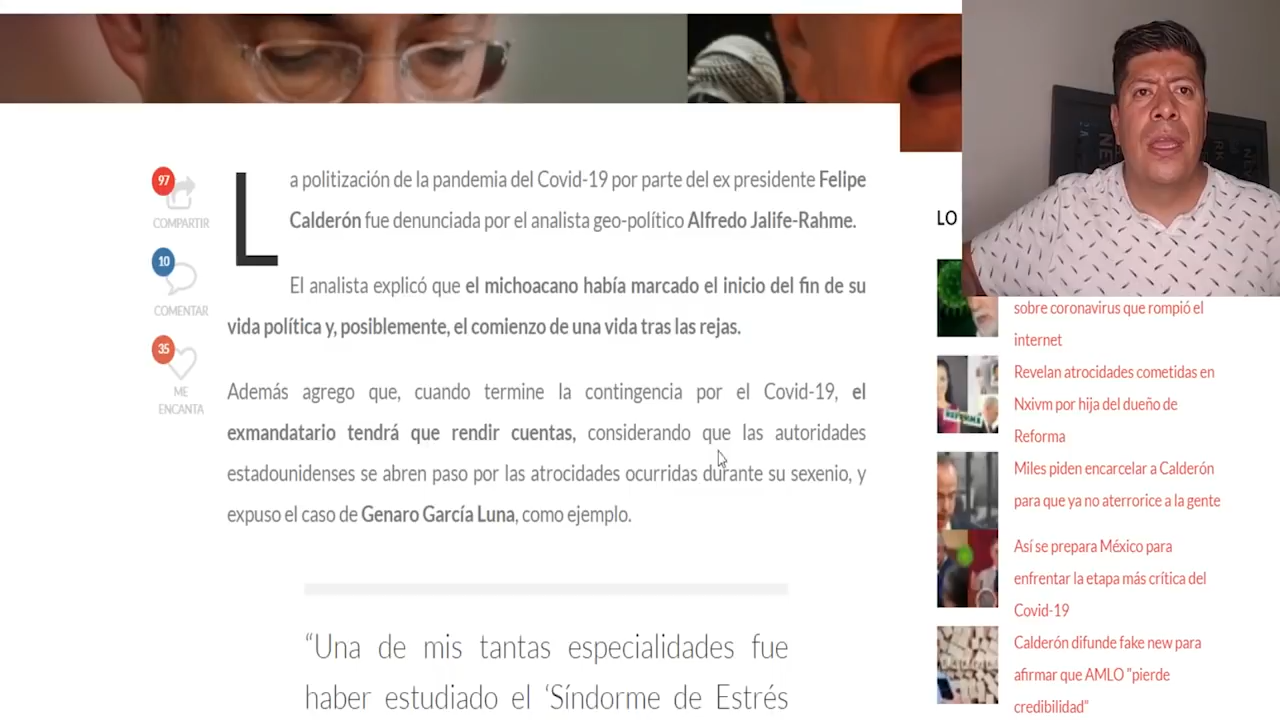 97
COMPARTIR
10
COMENTAR
35
ME
ENCANTA
La politización de la pandemia del Covid-19 por parte del ex presidente Felipe
Calderón fue denunciada por el analista geo-político Alfredo Jalife-Rahme.
El analista explicó que el michoacano había marcado el inicio del fin de su
vida política y, posiblemente, el comienzo de una vida tras las rejas.
Además agrego que, cuando termine la contingencia por el Covid-19, el
exmandatario tendrá que rendir cuentas, considerando que las autoridades
estadounidenses se abren paso por las atrocidades ocurridas durante su sexenio, y
expuso el caso de Genaro García Luna, como ejemplo.
“Una de mis tantas especialidades fue
haber estudiado el ‘Síndorme de Estrés
LO
sobre coronavirus que rompió el
internet
Revelan atrocidades cometidas en
Nxivm por hija del dueño de
Reforma
Miles piden encarcelar a Calderón
para que ya no aterrorice a la gente
Así se prepara México para
enfrentar la etapa más crítica del
Covid-19
Calderón difunde fake new para
afirmar que AMLO "pierde
credibilidad"